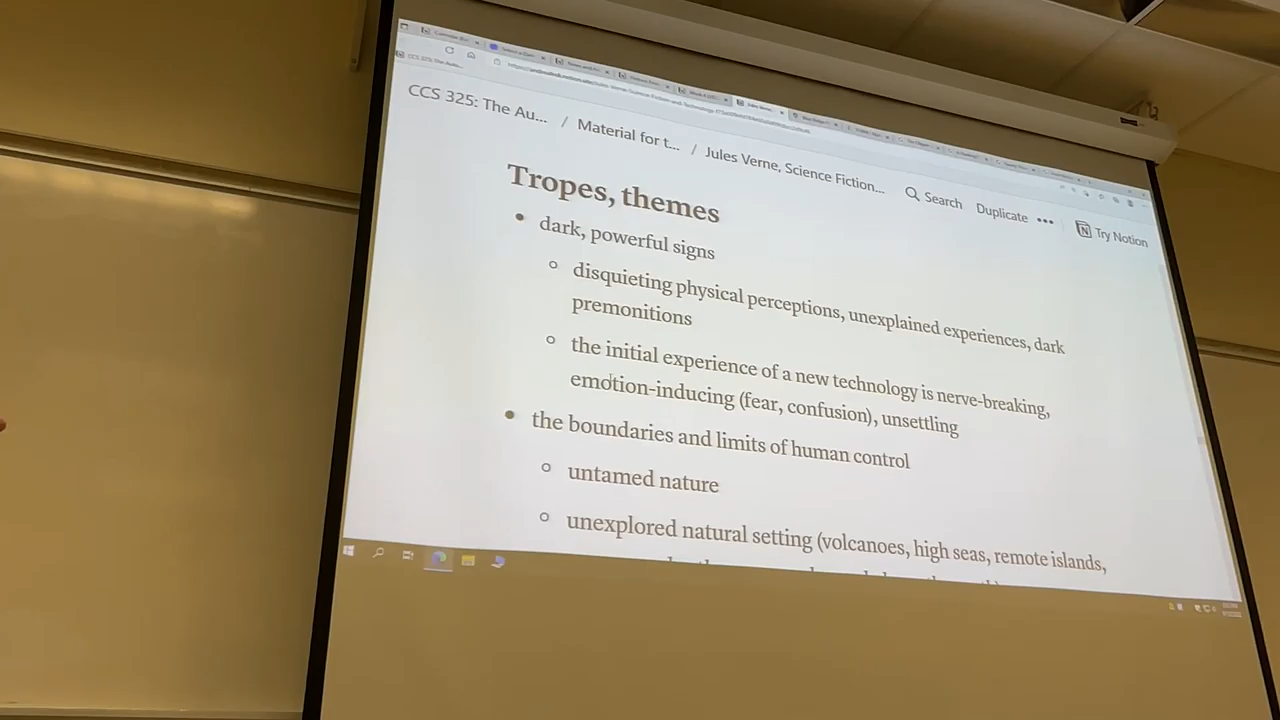 CCS 325: The Au... / Material for t... / Jules Verne, Science Fiction... Search Duplicate ••• Try Notion
Tropes, themes
• dark, powerful signs
○ disquieting physical perceptions, unexplained experiences, dark
premonitions
○ the initial experience of a new technology is nerve-breaking,
emotion-inducing (fear, confusion), unsettling
• the boundaries and limits of human control
○ untamed nature
○ unexplored natural setting (volcanoes, high seas, remote islands,